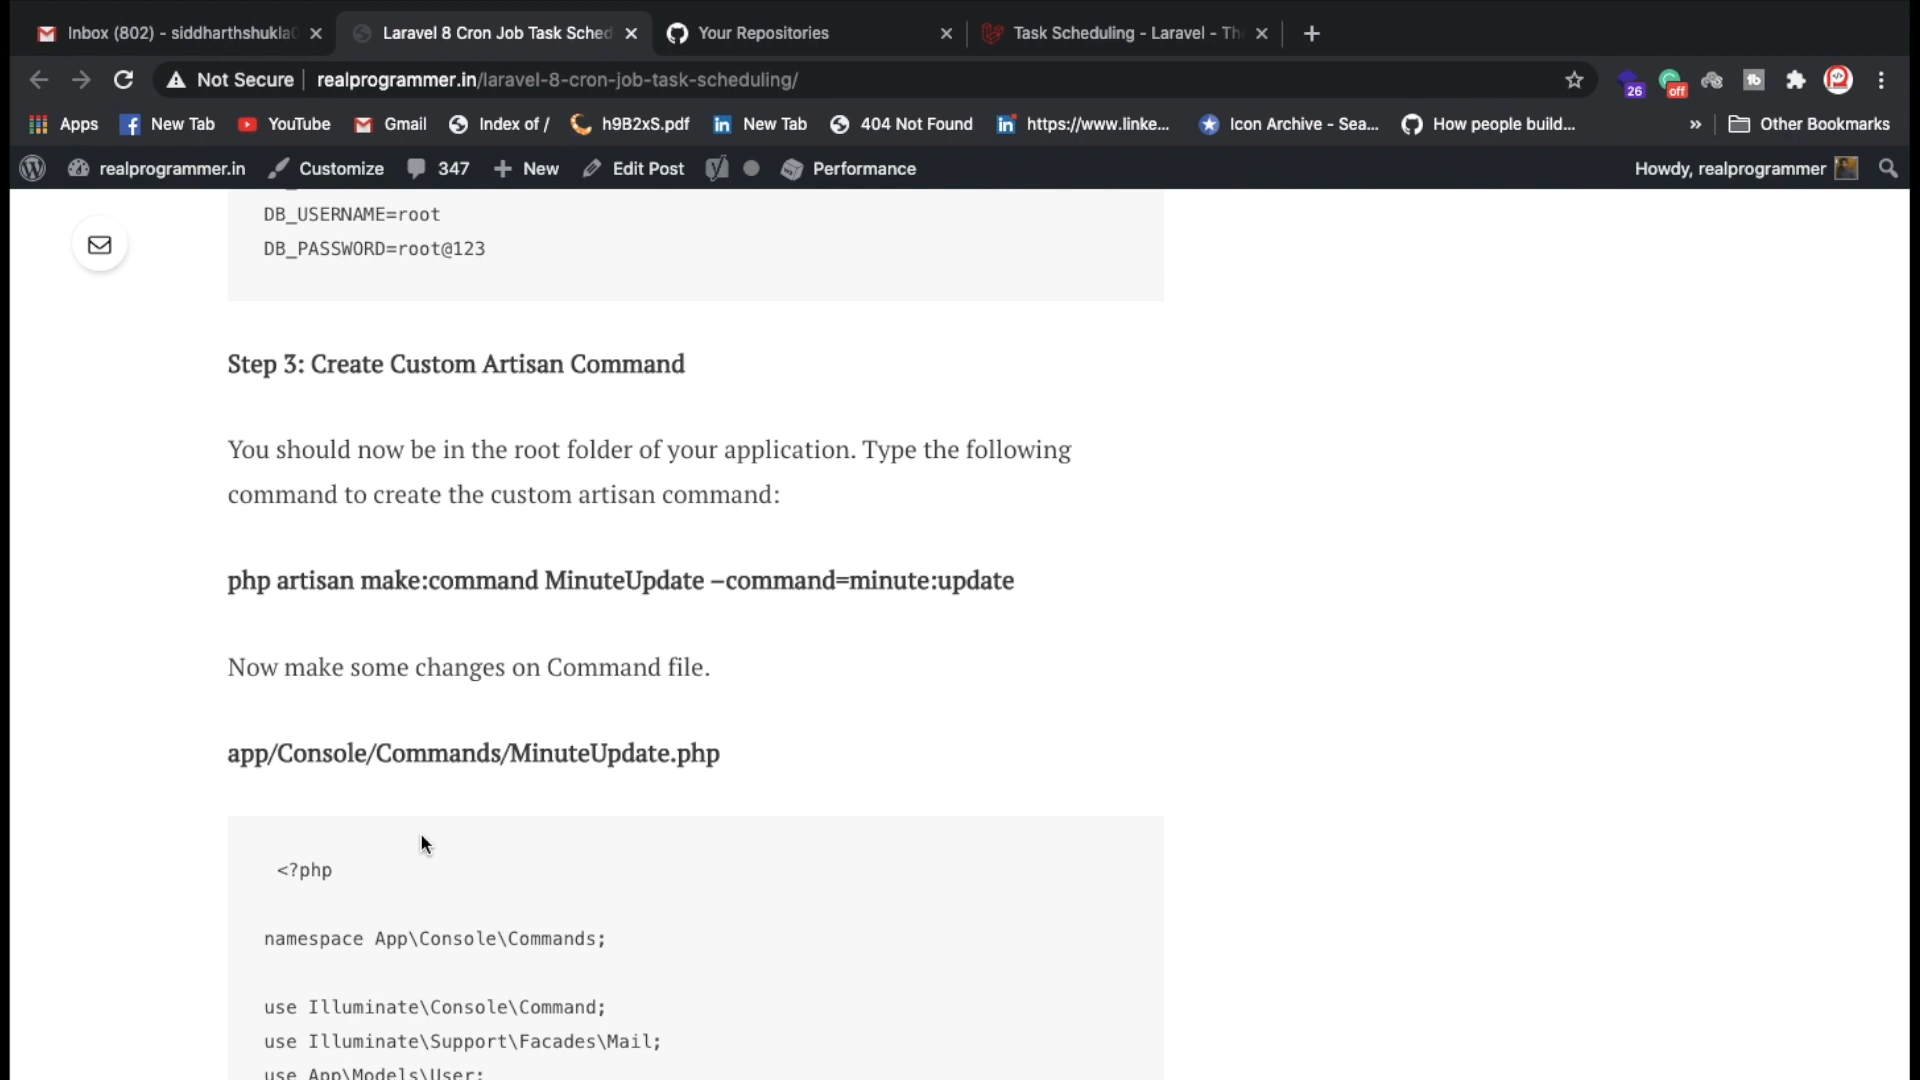 Inbox (802) - siddharthshukla
Laravel 8 Cron Job Task Sched
Your Repositories
Task Scheduling - Laravel - Th
Not Secure
realprogrammer.in/laravel-8-cron-job-task-scheduling/
26
off
tb
Apps
New Tab
YouTube
Gmail
Index of /
h9B2xS.pdf
New Tab
404 Not Found
https://www.linke...
Icon Archive - Sea...
How people build...
»
Other Bookmarks
realprogrammer.in
Customize
347
New
Edit Post
Performance
Howdy, realprogrammer
DB_USERNAME=root
DB_PASSWORD=root@123
Step 3: Create Custom Artisan Command
You should now be in the root folder of your application. Type the following
command to create the custom artisan command:
php artisan make:command MinuteUpdate –command=minute:update
Now make some changes on Command file.
app/Console/Commands/MinuteUpdate.php
<?php
namespace App\Console\Commands;
use Illuminate\Console\Command;
use Illuminate\Support\Facades\Mail;
use App\Models\User;